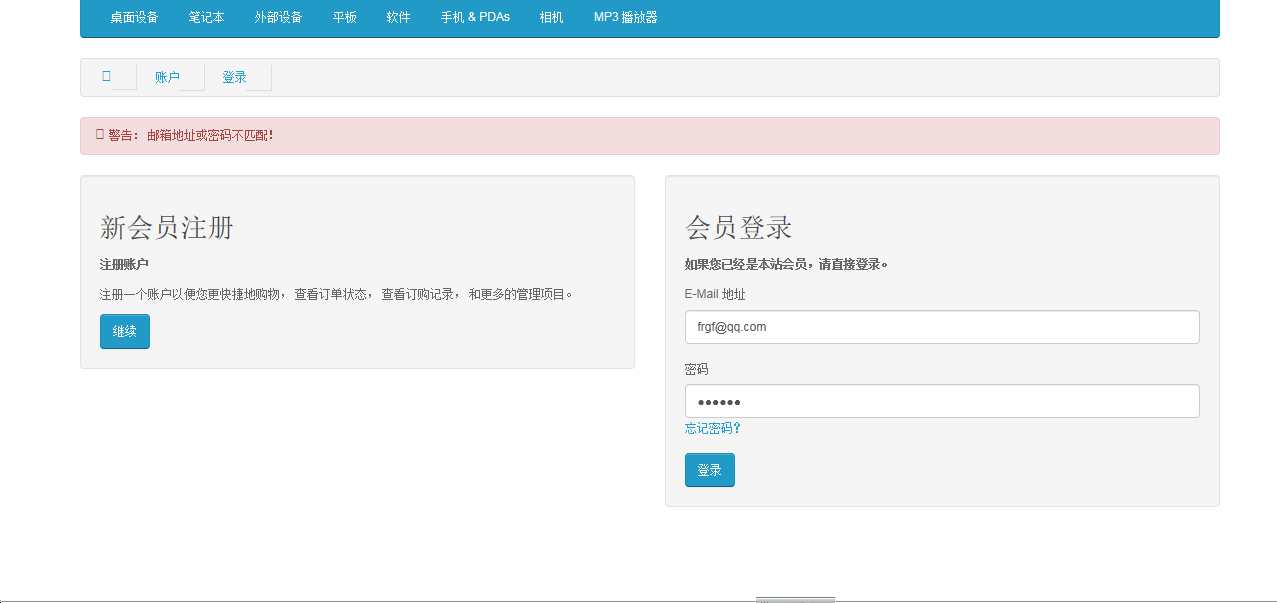 桌面设备 笔记本 外部设备 平板 软件 手机 & PDAs 相机 MP3 播放器
账户 登录
警告： 邮箱地址或密码不匹配！
新会员注册
注册账户
注册一个账户以便您更快捷地购物， 查看订单状态， 查看订购记录， 和更多的管理项目。
继续
会员登录
如果您已经是本站会员，请直接登录。
E-Mail 地址
frgf@qq.com
密码
••••••
忘记密码？
登录